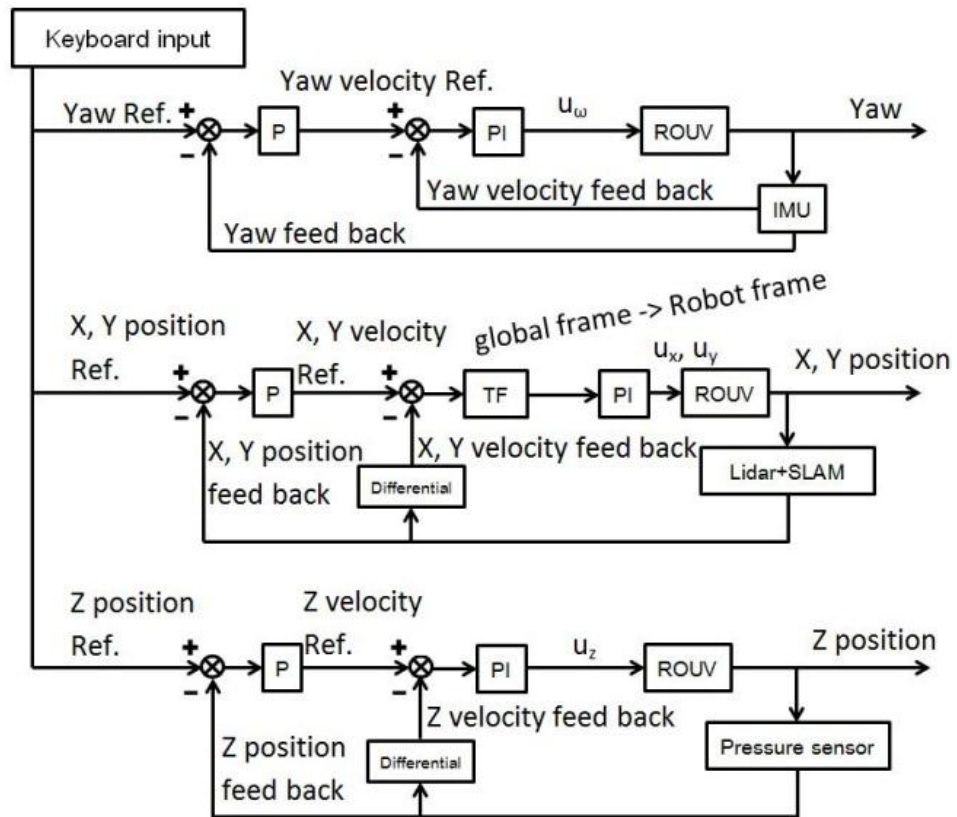 Keyboard input
Yaw velocity Ref.
Yaw Ref.
+
+
uω
Yaw
P
PI
ROUV
−
−
Yaw velocity feed back
IMU
Yaw feed back
global frame -> Robot frame
X, Y position
Ref.
X, Y velocity
Ref.
ux, uy
X, Y position
+
+
P
TF
PI
ROUV
−
−
X, Y position
feed back
X, Y velocity feed back
Differential
Lidar+SLAM
Z position
Ref.
Z velocity
Ref.
uz
Z position
+
+
P
PI
ROUV
−
−
Z velocity feed back
Z position
feed back
Differential
Pressure sensor